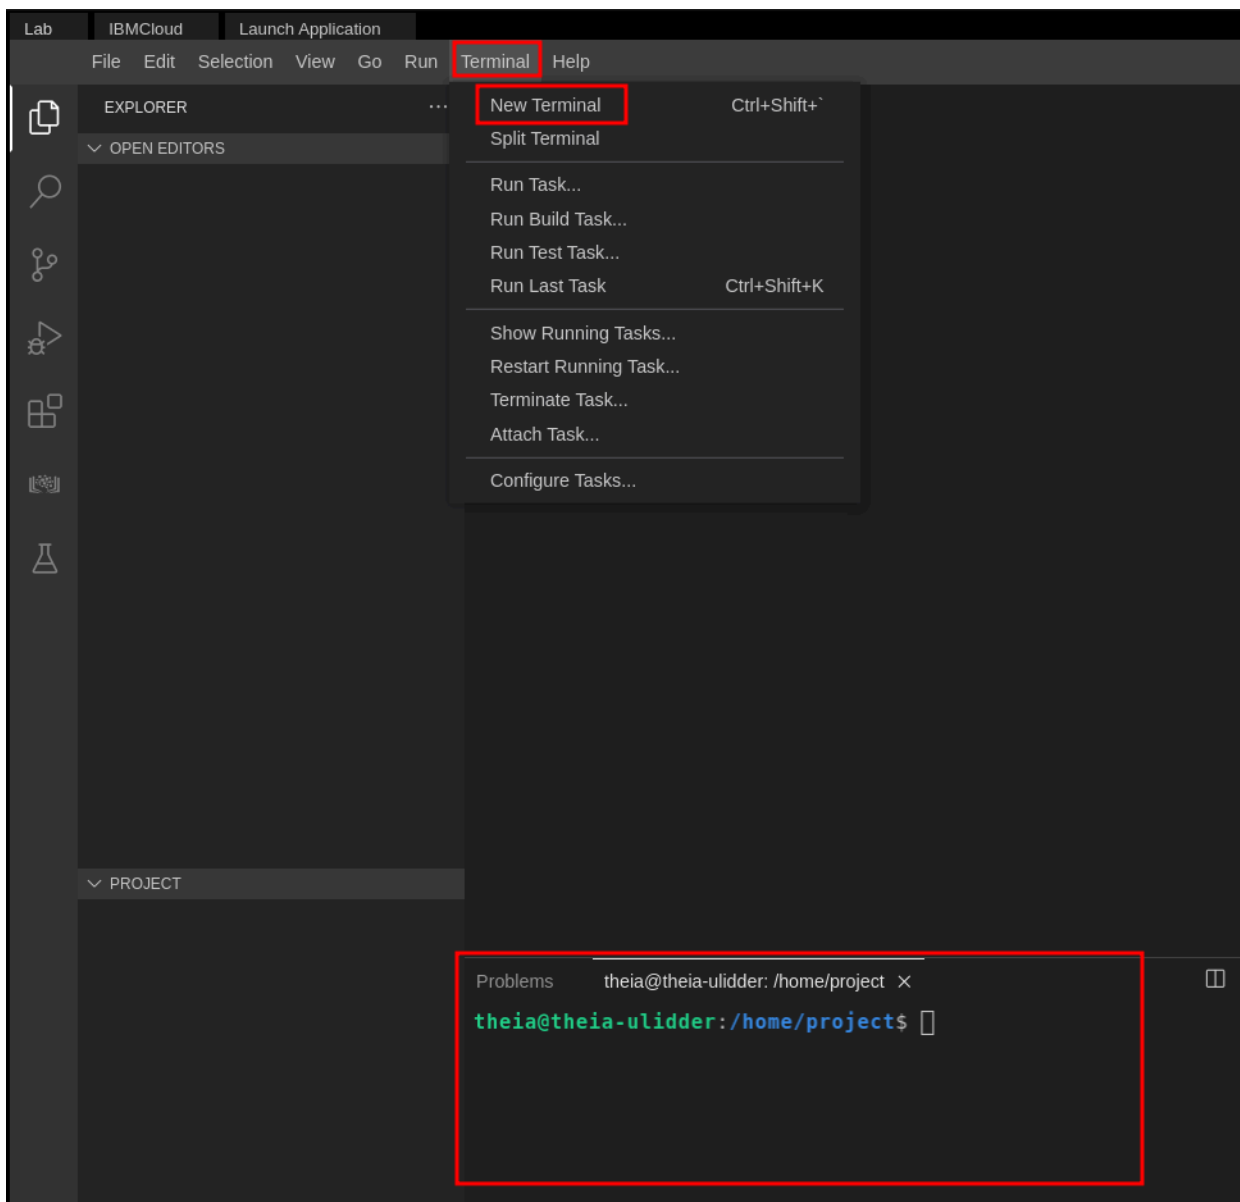 Lab IBMCloud Launch Application
File Edit Selection View Go Run Terminal Help
EXPLORER ...
OPEN EDITORS
New Terminal Ctrl+Shift+`
Split Terminal
Run Task...
Run Build Task...
Run Test Task...
Run Last Task Ctrl+Shift+K
Show Running Tasks...
Restart Running Task...
Terminate Task...
Attach Task...
Configure Tasks...
PROJECT
Problems theia@theia-ulidder: /home/project
theia@theia-ulidder:/home/project$